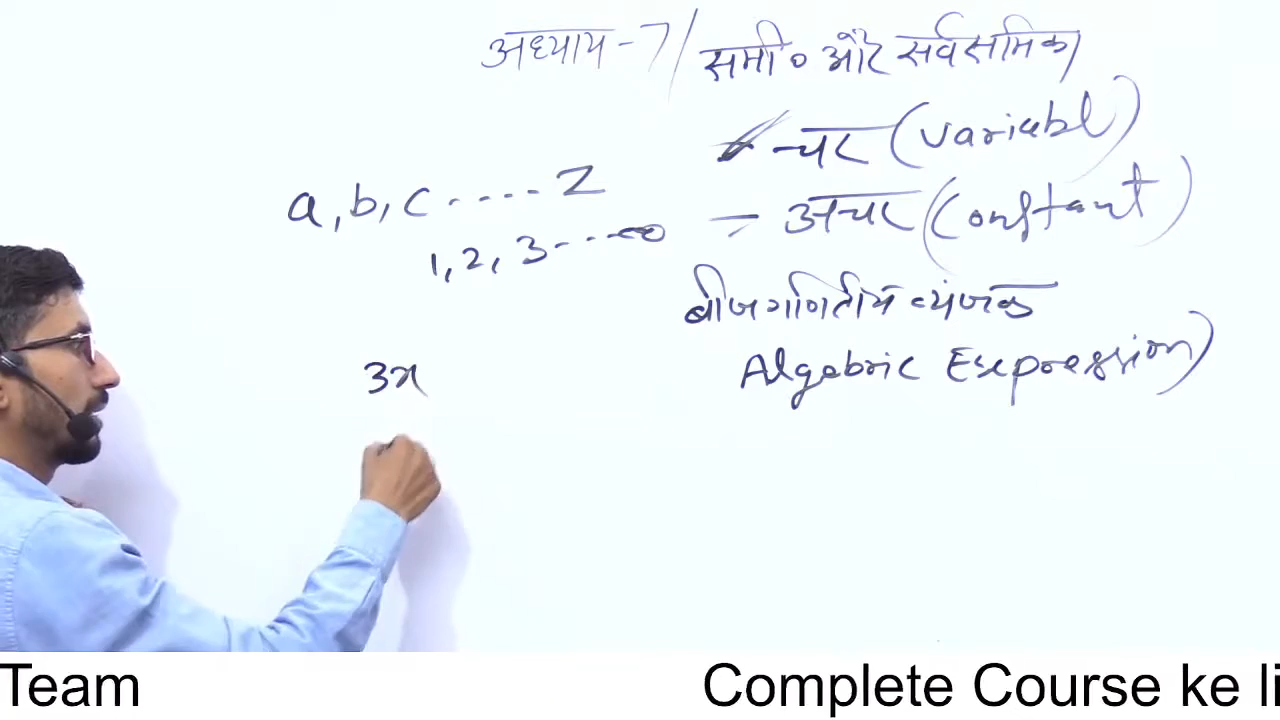 अध्याय - 7 / समी० और सर्वसमिका
- चर (variabl)
a, b, c ..... z
- अचर (Constant)
1, 2, 3 ..... ∞
बीजगणितीय व्यंजक
Algebric Expression)
3x
Team
Complete Course ke li